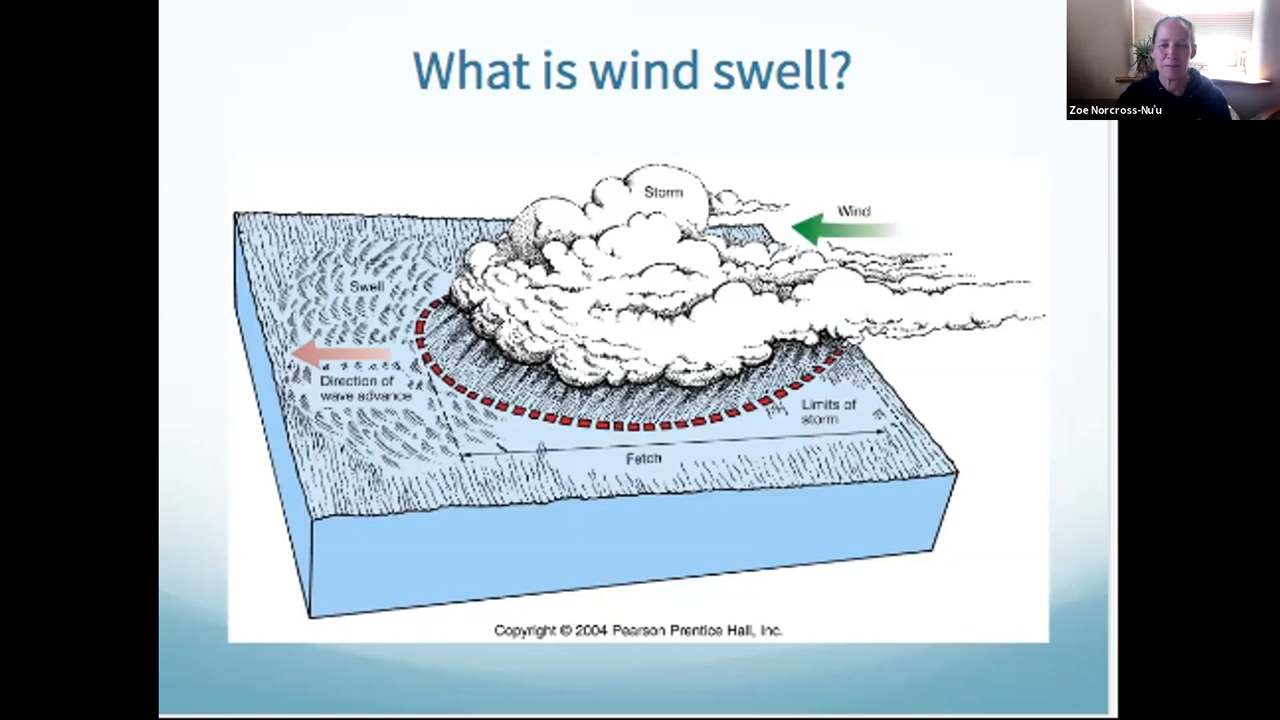 What is wind swell?
Zoe Norcross-Nu'u
Storm
Wind
Swell
Direction of
wave advance
Limits of
storm
Fetch
Copyright © 2004 Pearson Prentice Hall, Inc.